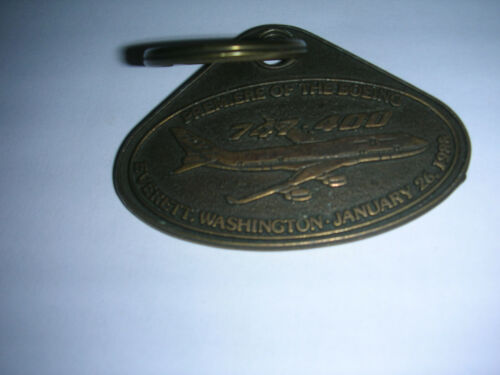 PREMIERE OF THE BOEING
747-400
EVERETT, WASHINGTON · JANUARY 26, 1988